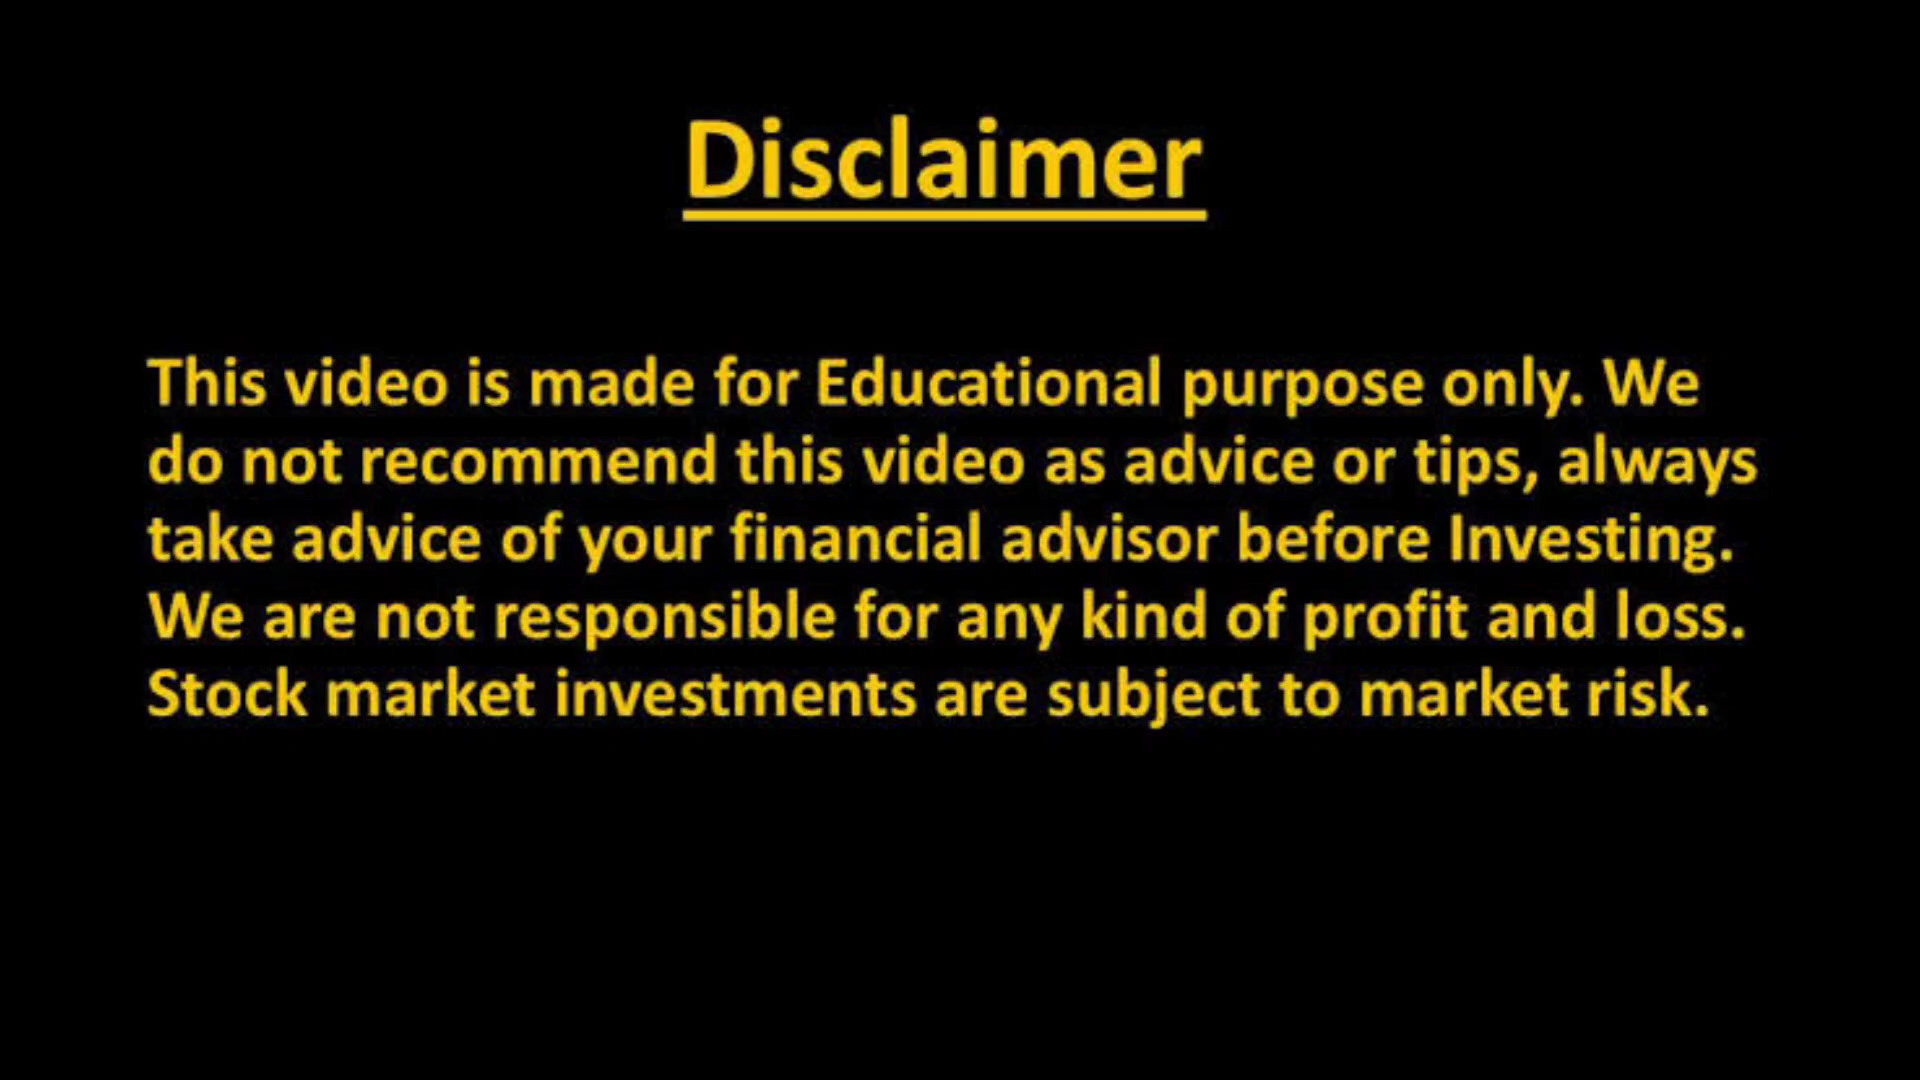 Disclaimer
This video is made for Educational purpose only. We
do not recommend this video as advice or tips, always
take advice of your financial advisor before Investing.
We are not responsible for any kind of profit and loss.
Stock market investments are subject to market risk.